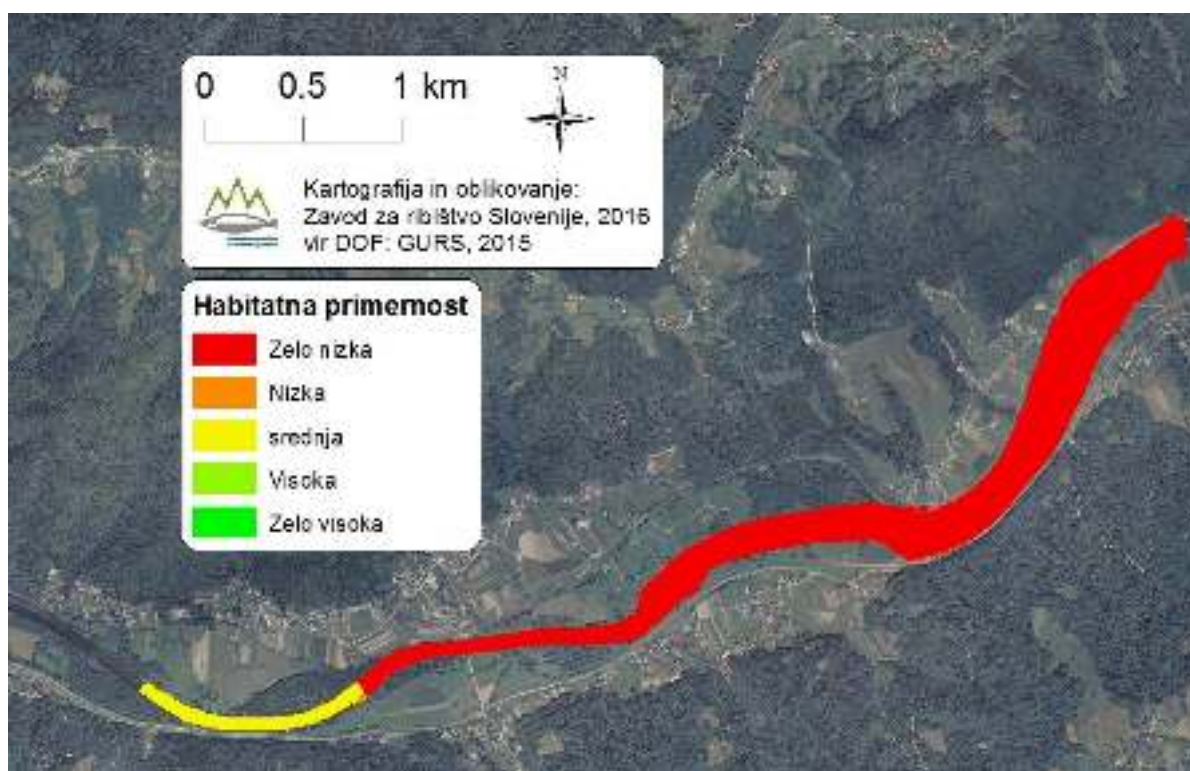 0 0.5 1 km
N
Kartografija in oblikovanje:
Zavod za ribištvo Slovenije, 2016
vir DOF: GURS, 2015
Habitatna primernost
Zelo nizka
Nizka
srednja
Visoka
Zelo visoka